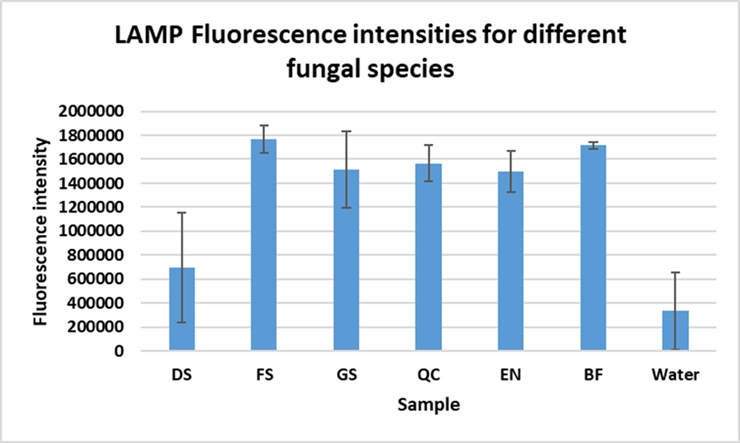 LAMP Fluorescence intensities for different
fungal species
Fluorescence intensity
2000000
1800000
1600000
1400000
1200000
1000000
800000
600000
400000
200000
0
DS FS GS QC EN BF Water
Sample